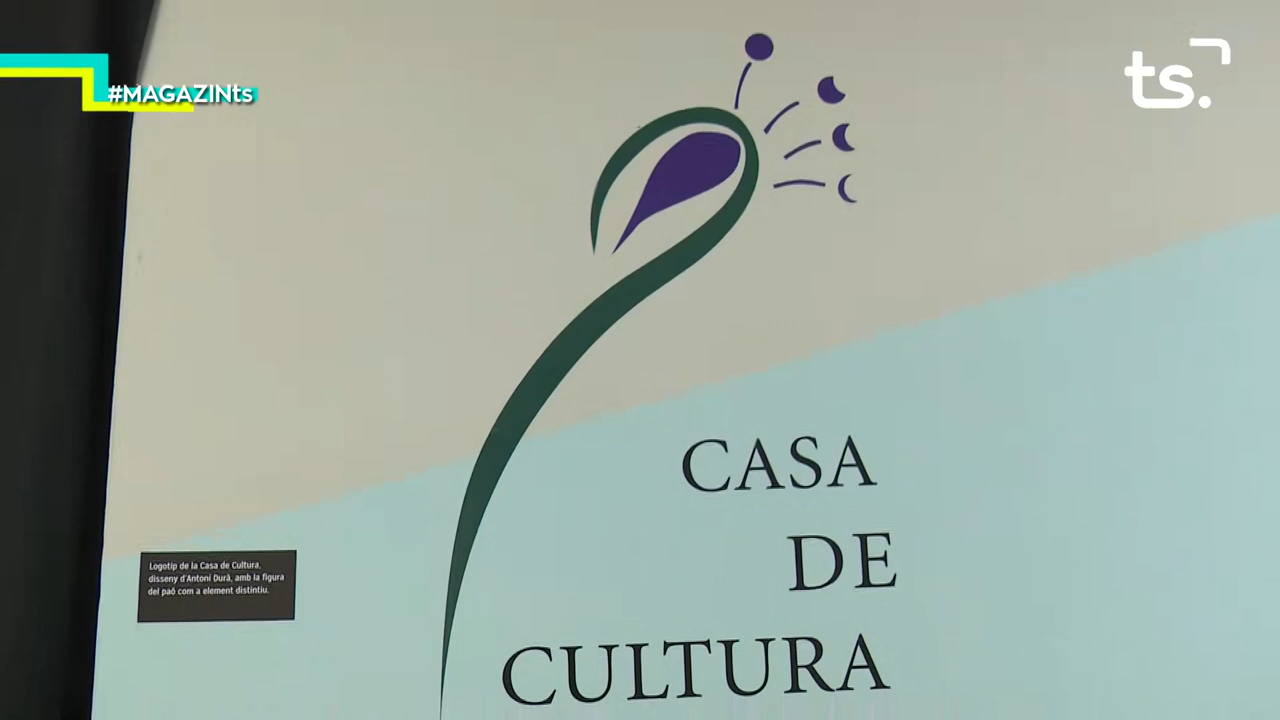 #MAGAZINts
ts.
CASA
DE
CULTURA
Logotip de la Casa de Cultura,
disseny d'Antoni Durà, amb la figura
del paó com a element distintiu.